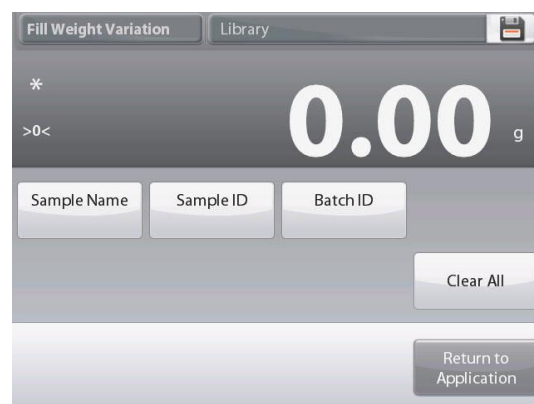 Fill Weight Variation Library
*
>0<
0.00 g
Sample Name Sample ID Batch ID
Clear All
Return to
Application